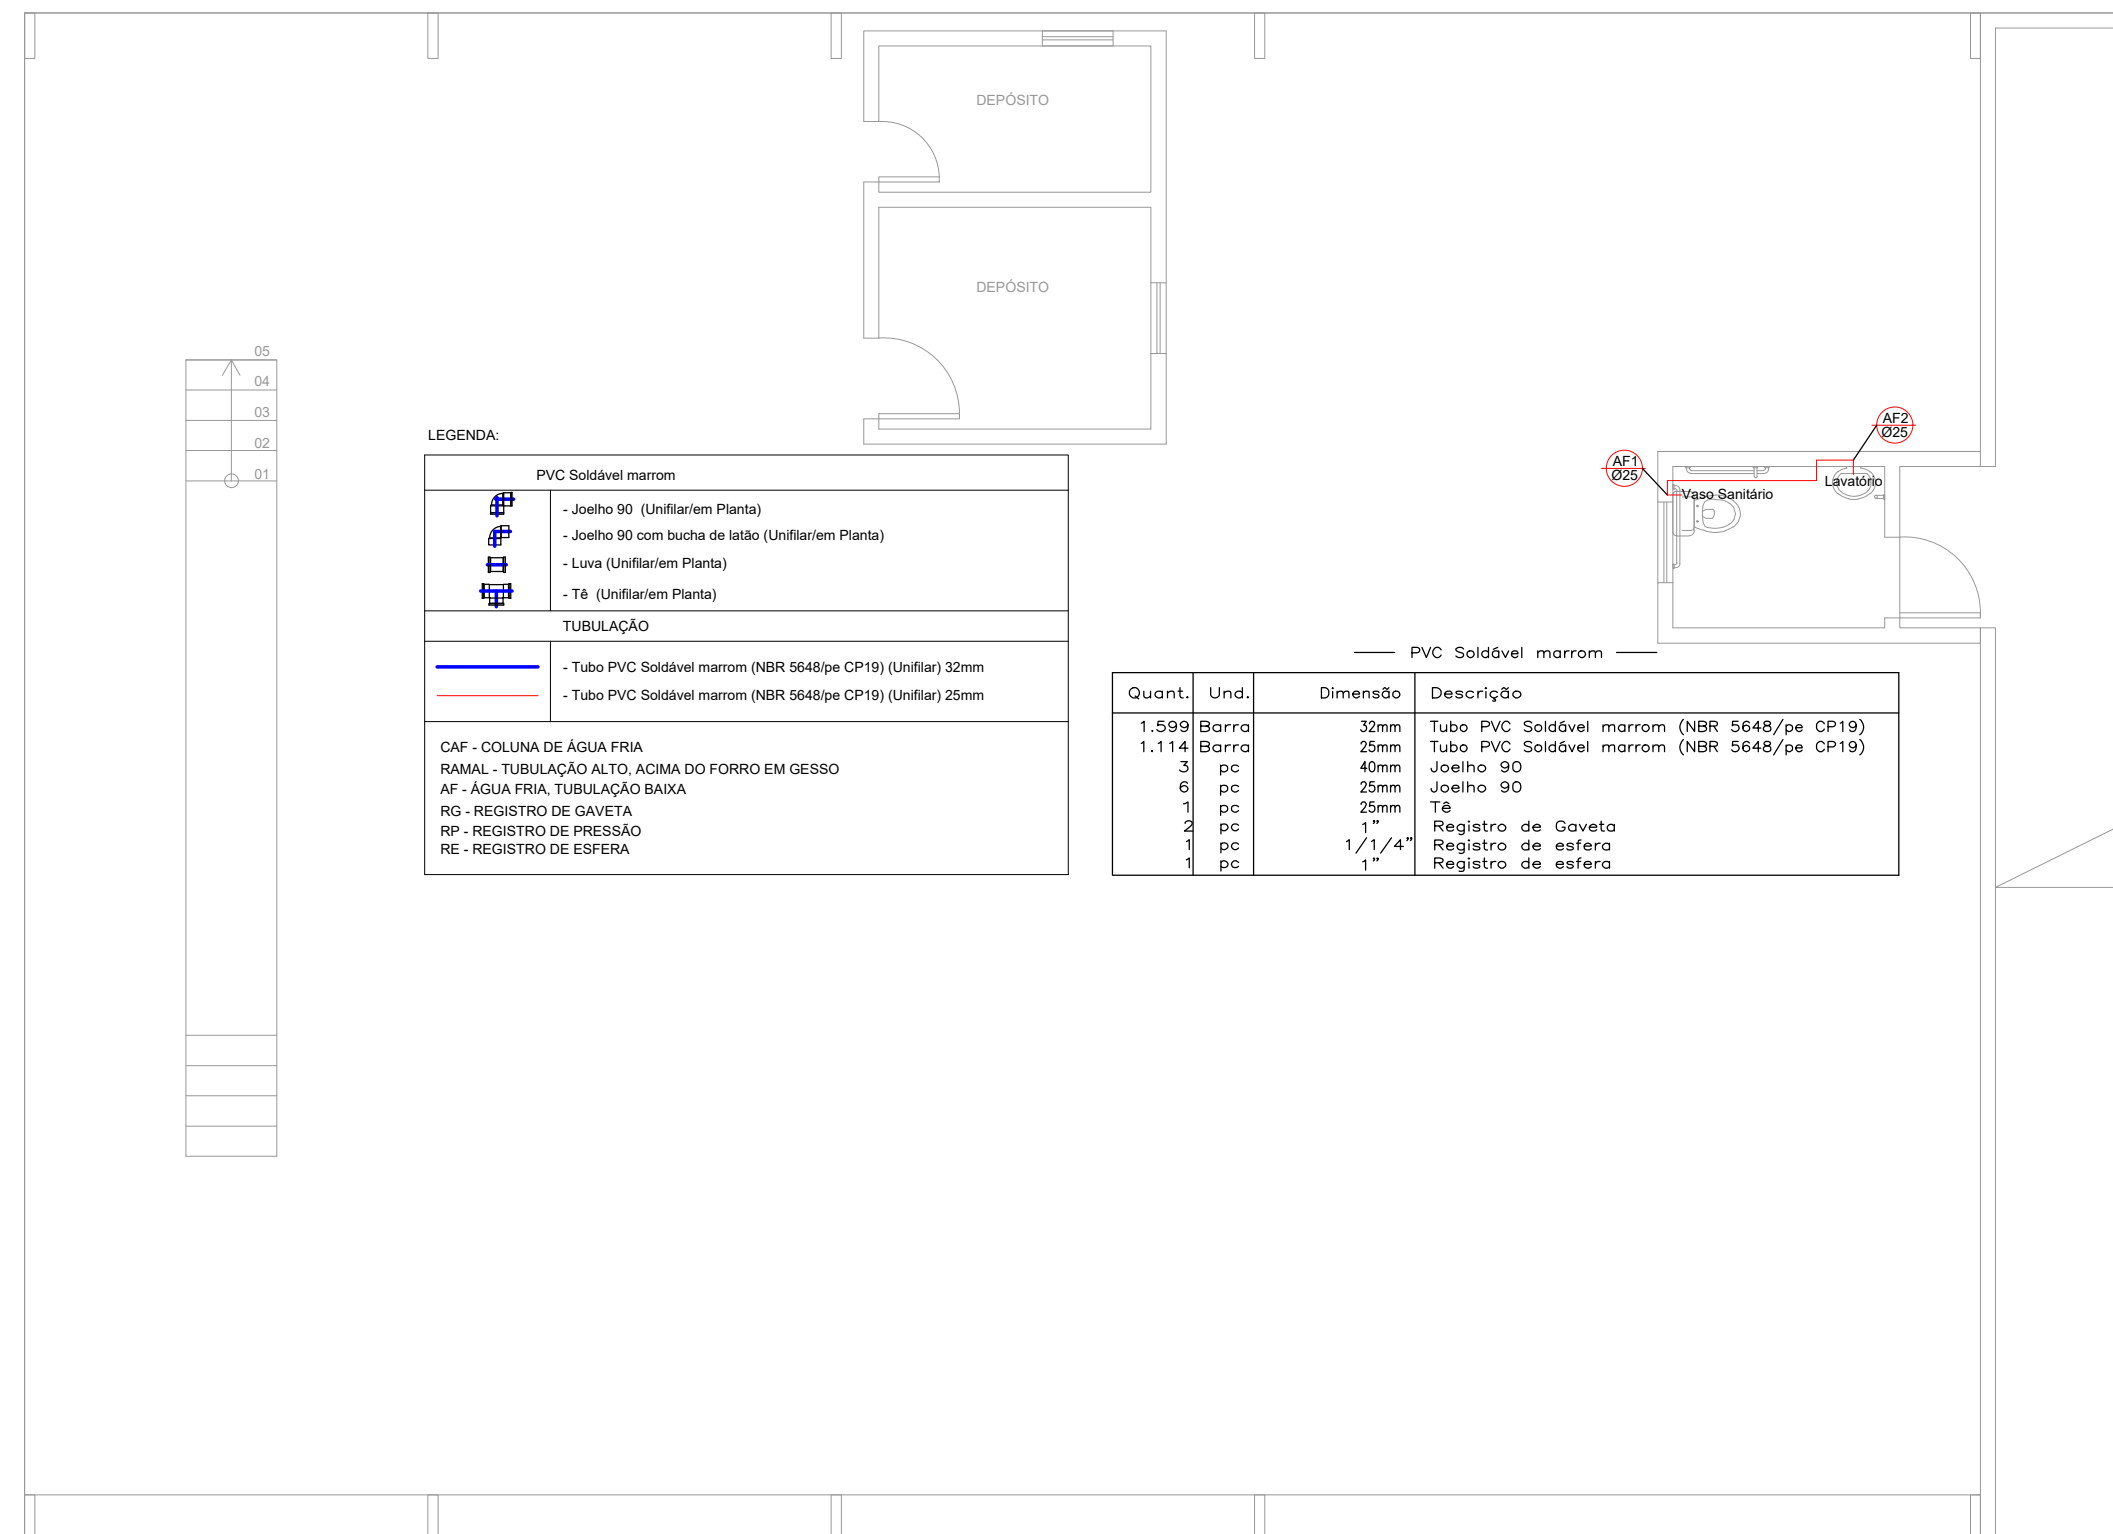 DEPÓSITO
DEPÓSITO
05
04
03
02
01
AF1
Ø25
AF2
Ø25
Vaso Sanitário
Lavatório
LEGENDA:
PVC Soldável marrom
- Joelho 90 (Unifilar/em Planta)
- Joelho 90 com bucha de latão (Unifilar/em Planta)
- Luva (Unifilar/em Planta)
- Tê (Unifilar/em Planta)
TUBULAÇÃO
- Tubo PVC Soldável marrom (NBR 5648/pe CP19) (Unifilar) 32mm
- Tubo PVC Soldável marrom (NBR 5648/pe CP19) (Unifilar) 25mm
CAF - COLUNA DE ÁGUA FRIA
RAMAL - TUBULAÇÃO ALTO, ACIMA DO FORRO EM GESSO
AF - ÁGUA FRIA, TUBULAÇÃO BAIXA
RG - REGISTRO DE GAVETA
RP - REGISTRO DE PRESSÃO
RE - REGISTRO DE ESFERA
PVC Soldável marrom
Quant. Und. Dimensão Descrição
1.599 Barra 32mm Tubo PVC Soldável marrom (NBR 5648/pe CP19)
1.114 Barra 25mm Tubo PVC Soldável marrom (NBR 5648/pe CP19)
3 pc 40mm Joelho 90
6 pc 25mm Joelho 90
1 pc 25mm Tê
2 pc 1” Registro de Gaveta
1 pc 1/1/4” Registro de esfera
1 pc 1” Registro de esfera